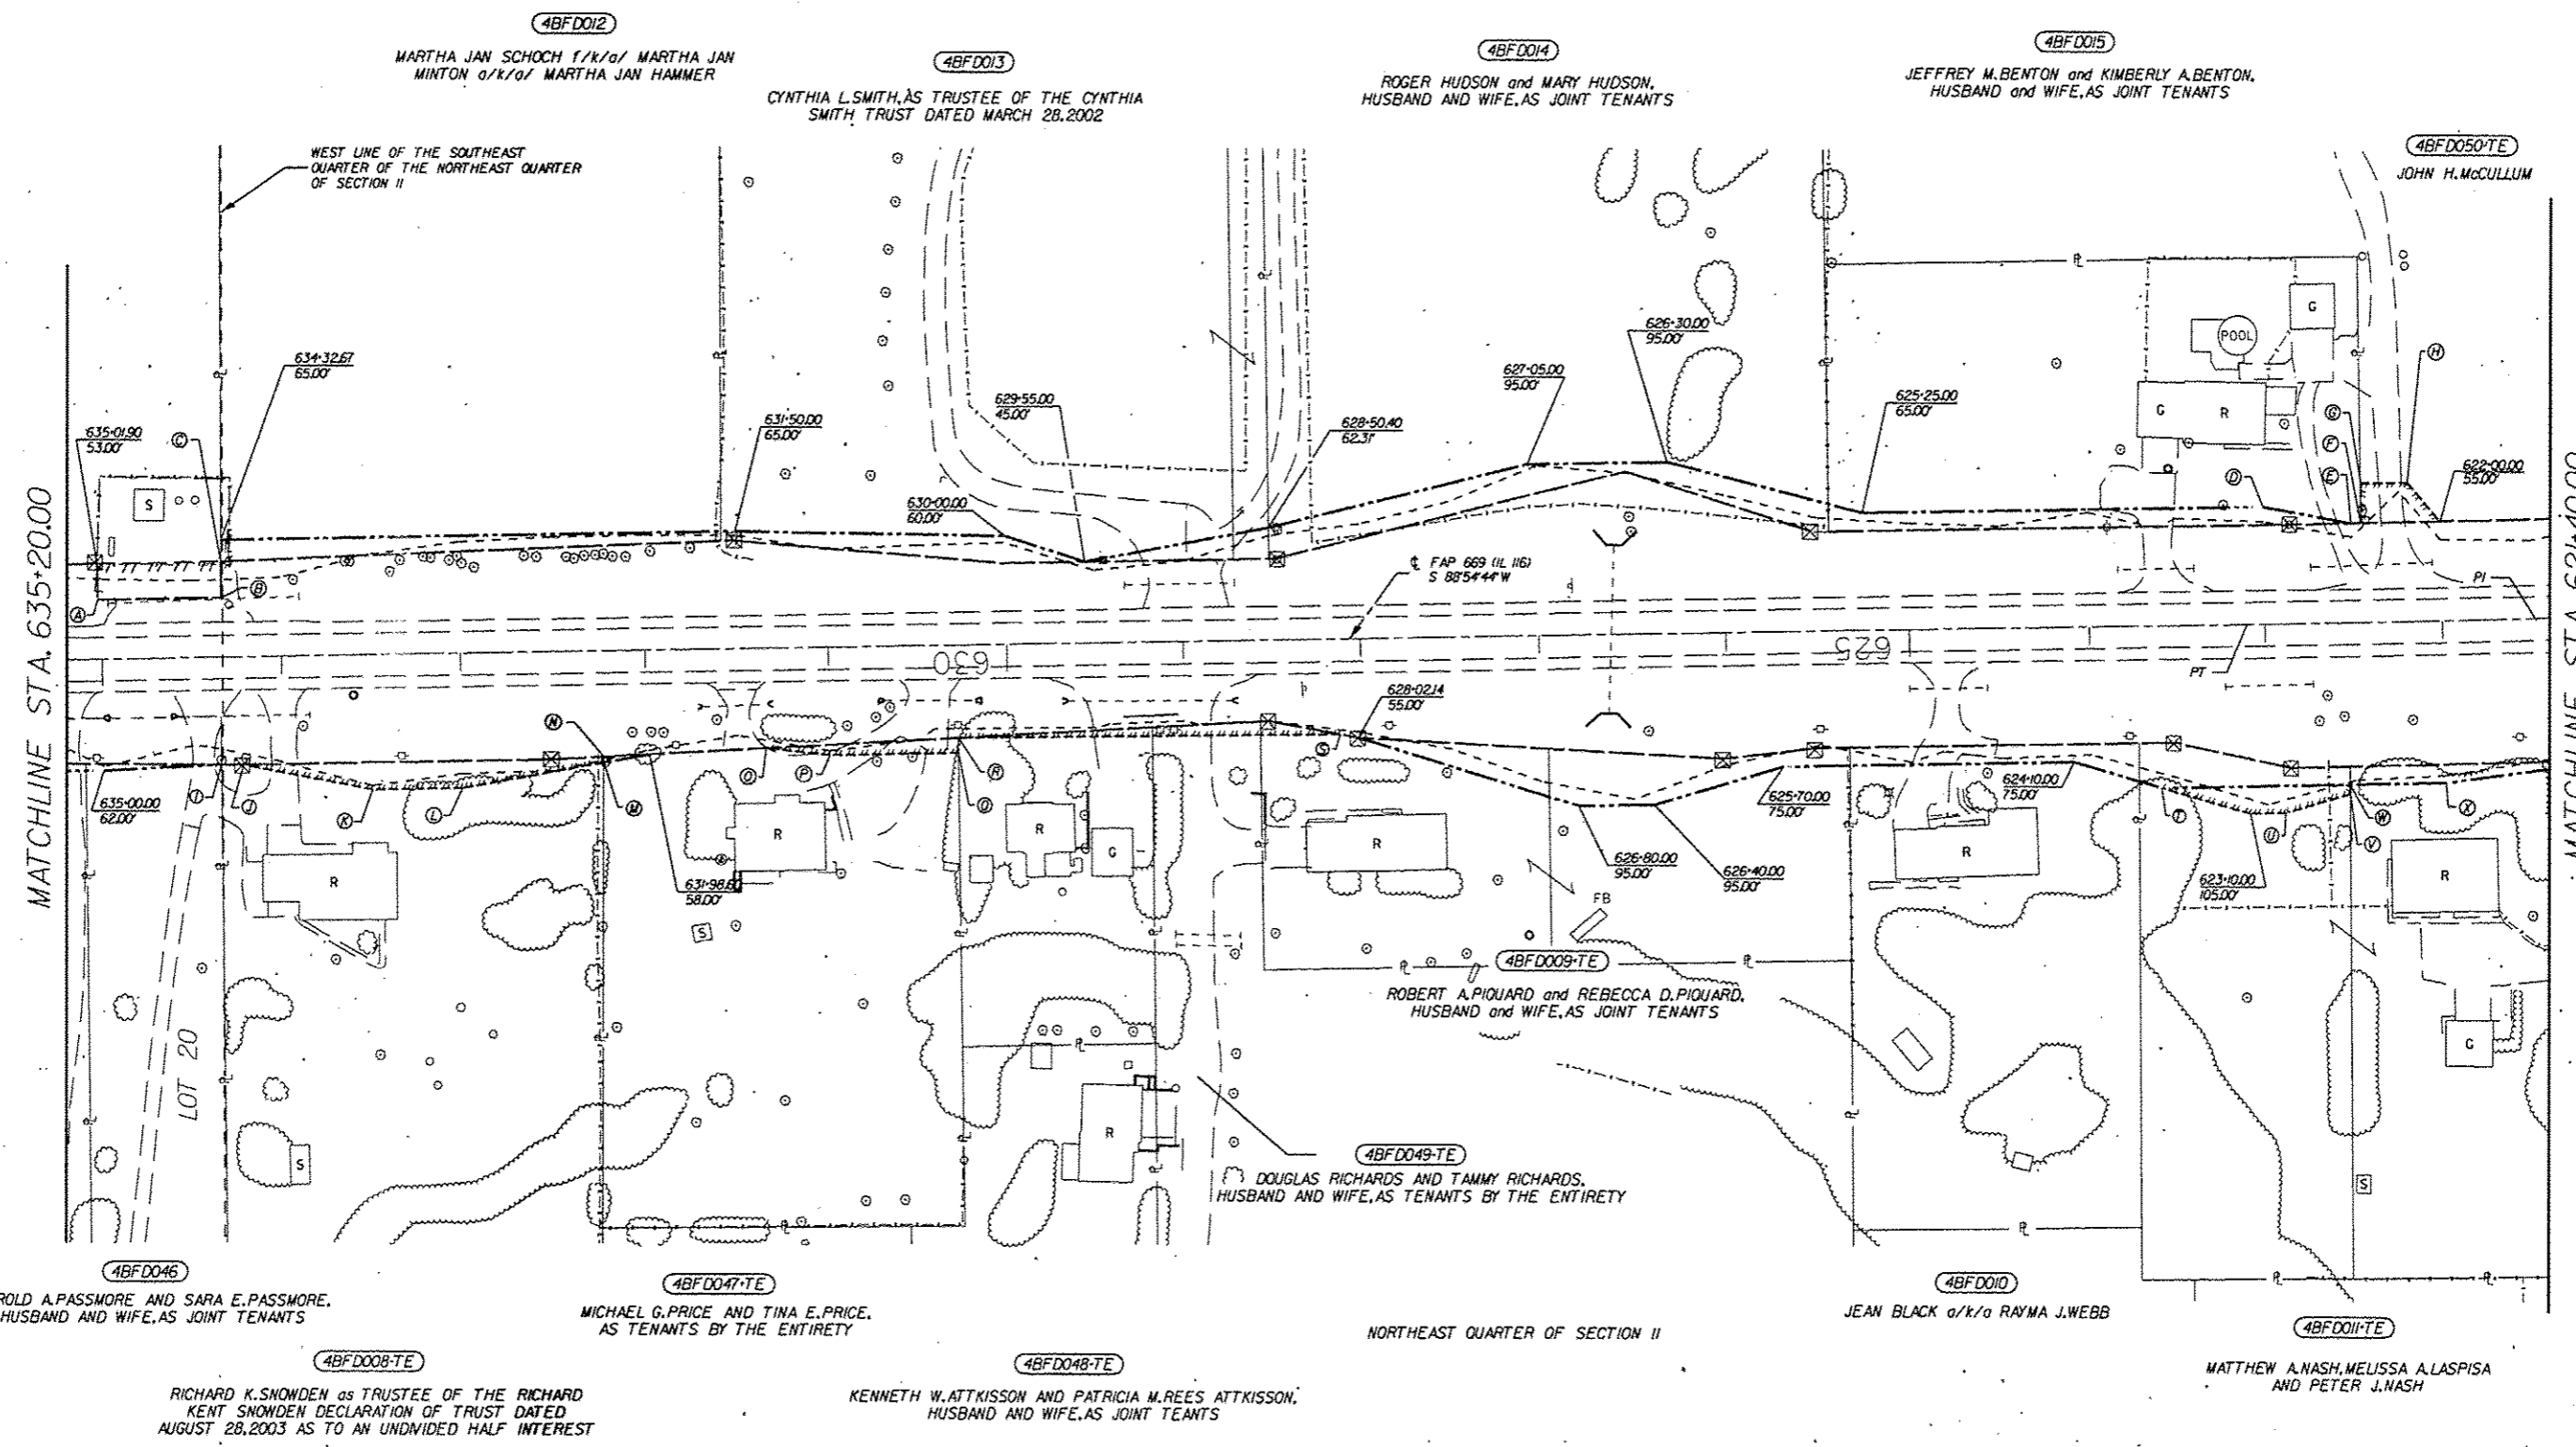 4BFD012
MARTHA JAN SCHOCH f/k/a/ MARTHA JAN
MINTON a/k/a/ MARTHA JAN HAMMER
4BFD013
CYNTHIA L.SMITH,AS TRUSTEE OF THE CYNTHIA
SMITH TRUST DATED MARCH 28,2002
4BFD014
ROGER HUDSON and MARY HUDSON,
HUSBAND AND WIFE,AS JOINT TENANTS
4BFD015
JEFFREY M.BENTON and KIMBERLY A.BENTON,
HUSBAND and WIFE,AS JOINT TENANTS
4BFD050-TE
JOHN H.McCULLUM
WEST LINE OF THE SOUTHEAST
QUARTER OF THE NORTHEAST QUARTER
OF SECTION 11
MATCHLINE STA. 635+20.00
635+01.90
53.00'
C
634+32.67
65.00'
S
A
B
631+50.00
65.00'
630+00.00
60.00'
629+55.00
45.00'
628+50.40
62.31'
627+05.00
95.00'
626+30.00
95.00'
625+25.00
65.00'
POOL
G
G
R
H
G
F
E
D
622+00.00
55.00'
℄ FAP 669 (IL 116)
S 88°54'44" W
PI
PT
630
625
MATCHLINE STA. 621+40.00
635+00.00
62.00'
I
J
K
L
N
M
O
P
R
Q
S
628+02.14
55.00'
631+98.60
58.00'
626+80.00
95.00'
626+40.00
95.00'
625+70.00
75.00'
624+10.00
75.00'
623+10.00
105.00'
T
U
V
W
X
R
R
R
G
R
R
R
FB
S
S
S
G
R
LOT 20
4BFD009-TE
ROBERT A.PIQUARD and REBECCA D.PIQUARD,
HUSBAND and WIFE,AS JOINT TENANTS
4BFD049-TE
DOUGLAS RICHARDS AND TAMMY RICHARDS,
HUSBAND AND WIFE,AS TENANTS BY THE ENTIRETY
4BFD046
ROLD A.PASSMORE AND SARA E.PASSMORE,
HUSBAND AND WIFE,AS JOINT TENANTS
4BFD008-TE
RICHARD K.SNOWDEN as TRUSTEE OF THE RICHARD
KENT SNOWDEN DECLARATION OF TRUST DATED
AUGUST 28,2003 AS TO AN UNDIVIDED HALF INTEREST
4BFD047-TE
MICHAEL G.PRICE AND TINA E.PRICE,
AS TENANTS BY THE ENTIRETY
4BFD048-TE
KENNETH W.ATTKISSON AND PATRICIA M.REES ATTKISSON,
HUSBAND AND WIFE,AS JOINT TEANTS
NORTHEAST QUARTER OF SECTION 11
4BFD010
JEAN BLACK a/k/a RAYMA J.WEBB
4BFD011-TE
MATTHEW A.NASH,MELISSA A.LASPISA
AND PETER J.NASH